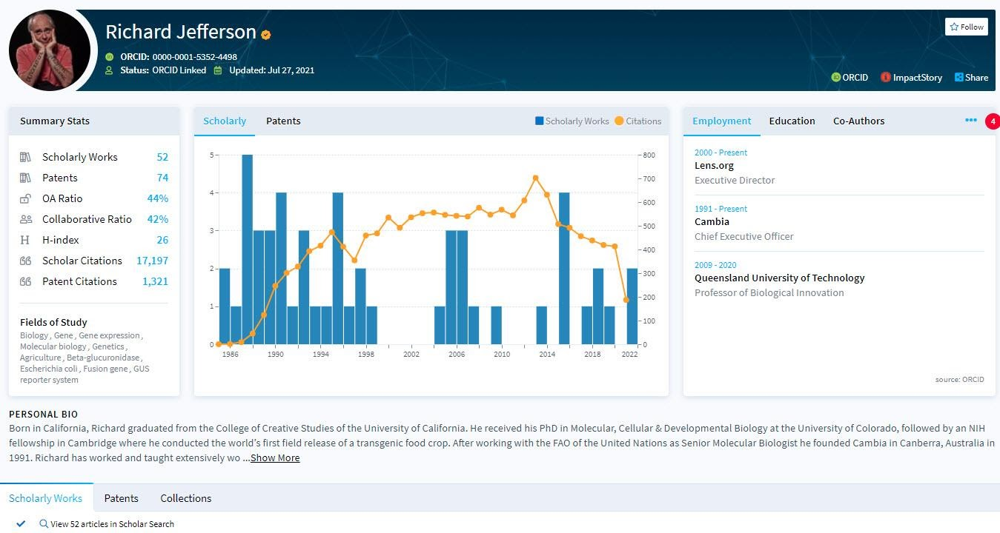 Richard Jefferson
Follow
ORCID: 0000-0001-5352-4498
Status: ORCID Linked Updated: Jul 27, 2021
ORCID ImpactStory Share
Summary Stats
Scholarly Works 52
Patents 74
OA Ratio 44%
Collaborative Ratio 42%
H-index 26
Scholar Citations 17,197
Patent Citations 1,321
Fields of Study
Biology , Gene , Gene expression ,
Molecular biology , Genetics ,
Agriculture , Beta-glucuronidase ,
Escherichia coli , Fusion gene , GUS
reporter system
Scholarly Patents Scholarly Works Citations
5 800
700
4 600
500
3 400
2 300
200
1 100
0 0
1986 1990 1994 1998 2002 2006 2010 2014 2018 2022
Employment Education Co-Authors ••• 4
2000 - Present
Lens.org
Executive Director
1991 - Present
Cambia
Chief Executive Officer
2009 - 2020
Queensland University of Technology
Professor of Biological Innovation
source: ORCID
PERSONAL BIO
Born in California, Richard graduated from the College of Creative Studies of the University of California. He received his PhD in Molecular, Cellular & Developmental Biology at the University of Colorado, followed by an NIH
fellowship in Cambridge where he conducted the world’s first field release of a transgenic food crop. After working with the FAO of the United Nations as Senior Molecular Biologist he founded Cambia in Canberra, Australia in
1991. Richard has worked and taught extensively wo ...Show More
Scholarly Works Patents Collections
View 52 articles in Scholar Search